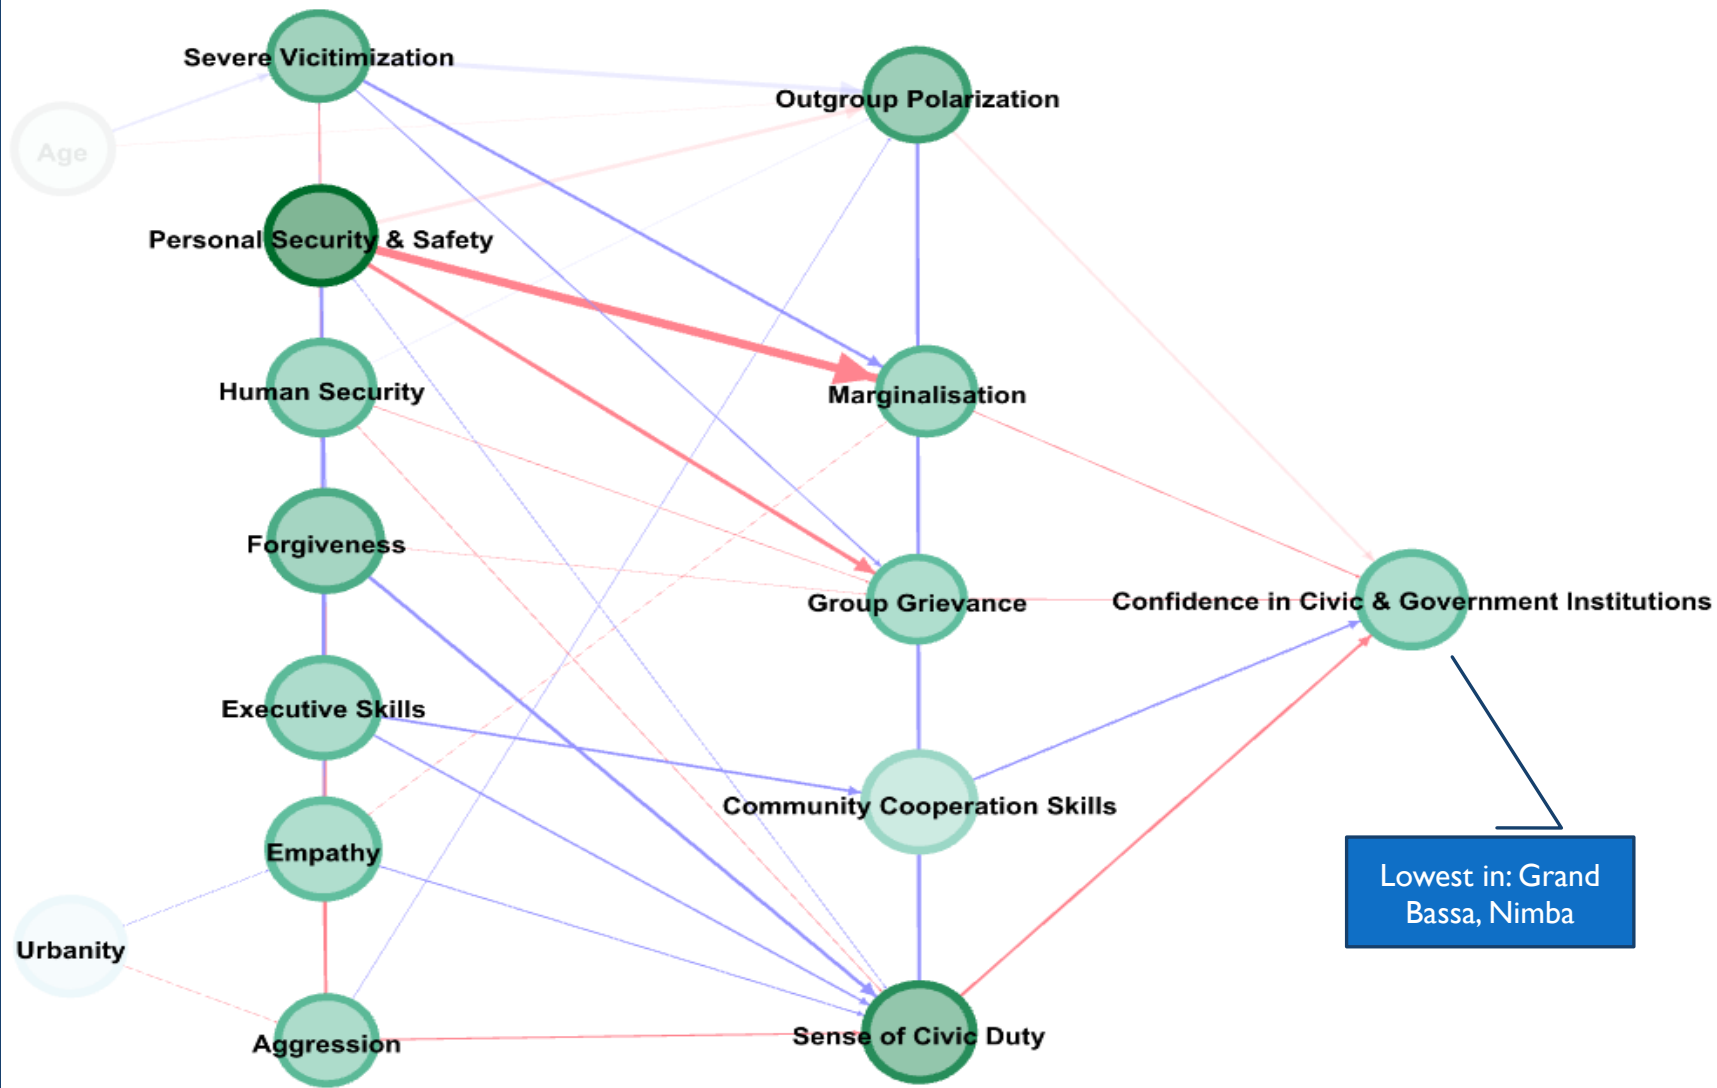 Severe Vicitimization
Outgroup Polarization
Age
Personal Security & Safety
Human Security
Marginalisation
Forgiveness
Group Grievance
Confidence in Civic & Government Institutions
Executive Skills
Community Cooperation Skills
Empathy
Lowest in: Grand
Bassa, Nimba
Urbanity
Aggression
Sense of Civic Duty